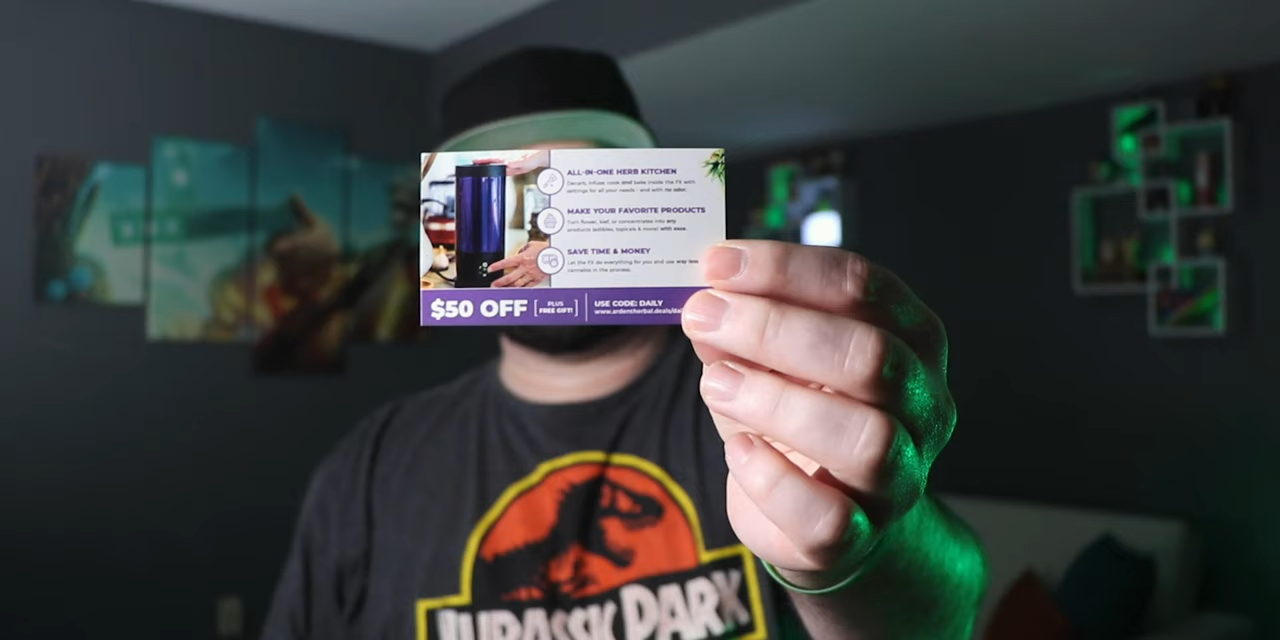 ALL-IN-ONE HERB KITCHEN
Decarb, infuse, cook and bake inside the FX with
settings for all your needs - and with no odor.
MAKE YOUR FAVORITE PRODUCTS
Turn flower, kief, or concentrates into any
products (edibles, topicals & more) with ease.
SAVE TIME & MONEY
Let the FX do everything for you and use way less
cannabis in the process.
$50 OFF
PLUS
FREE GIFT!
USE CODE: DAILY
www.ardentherbal.deals/dai
JURASSIC PARK